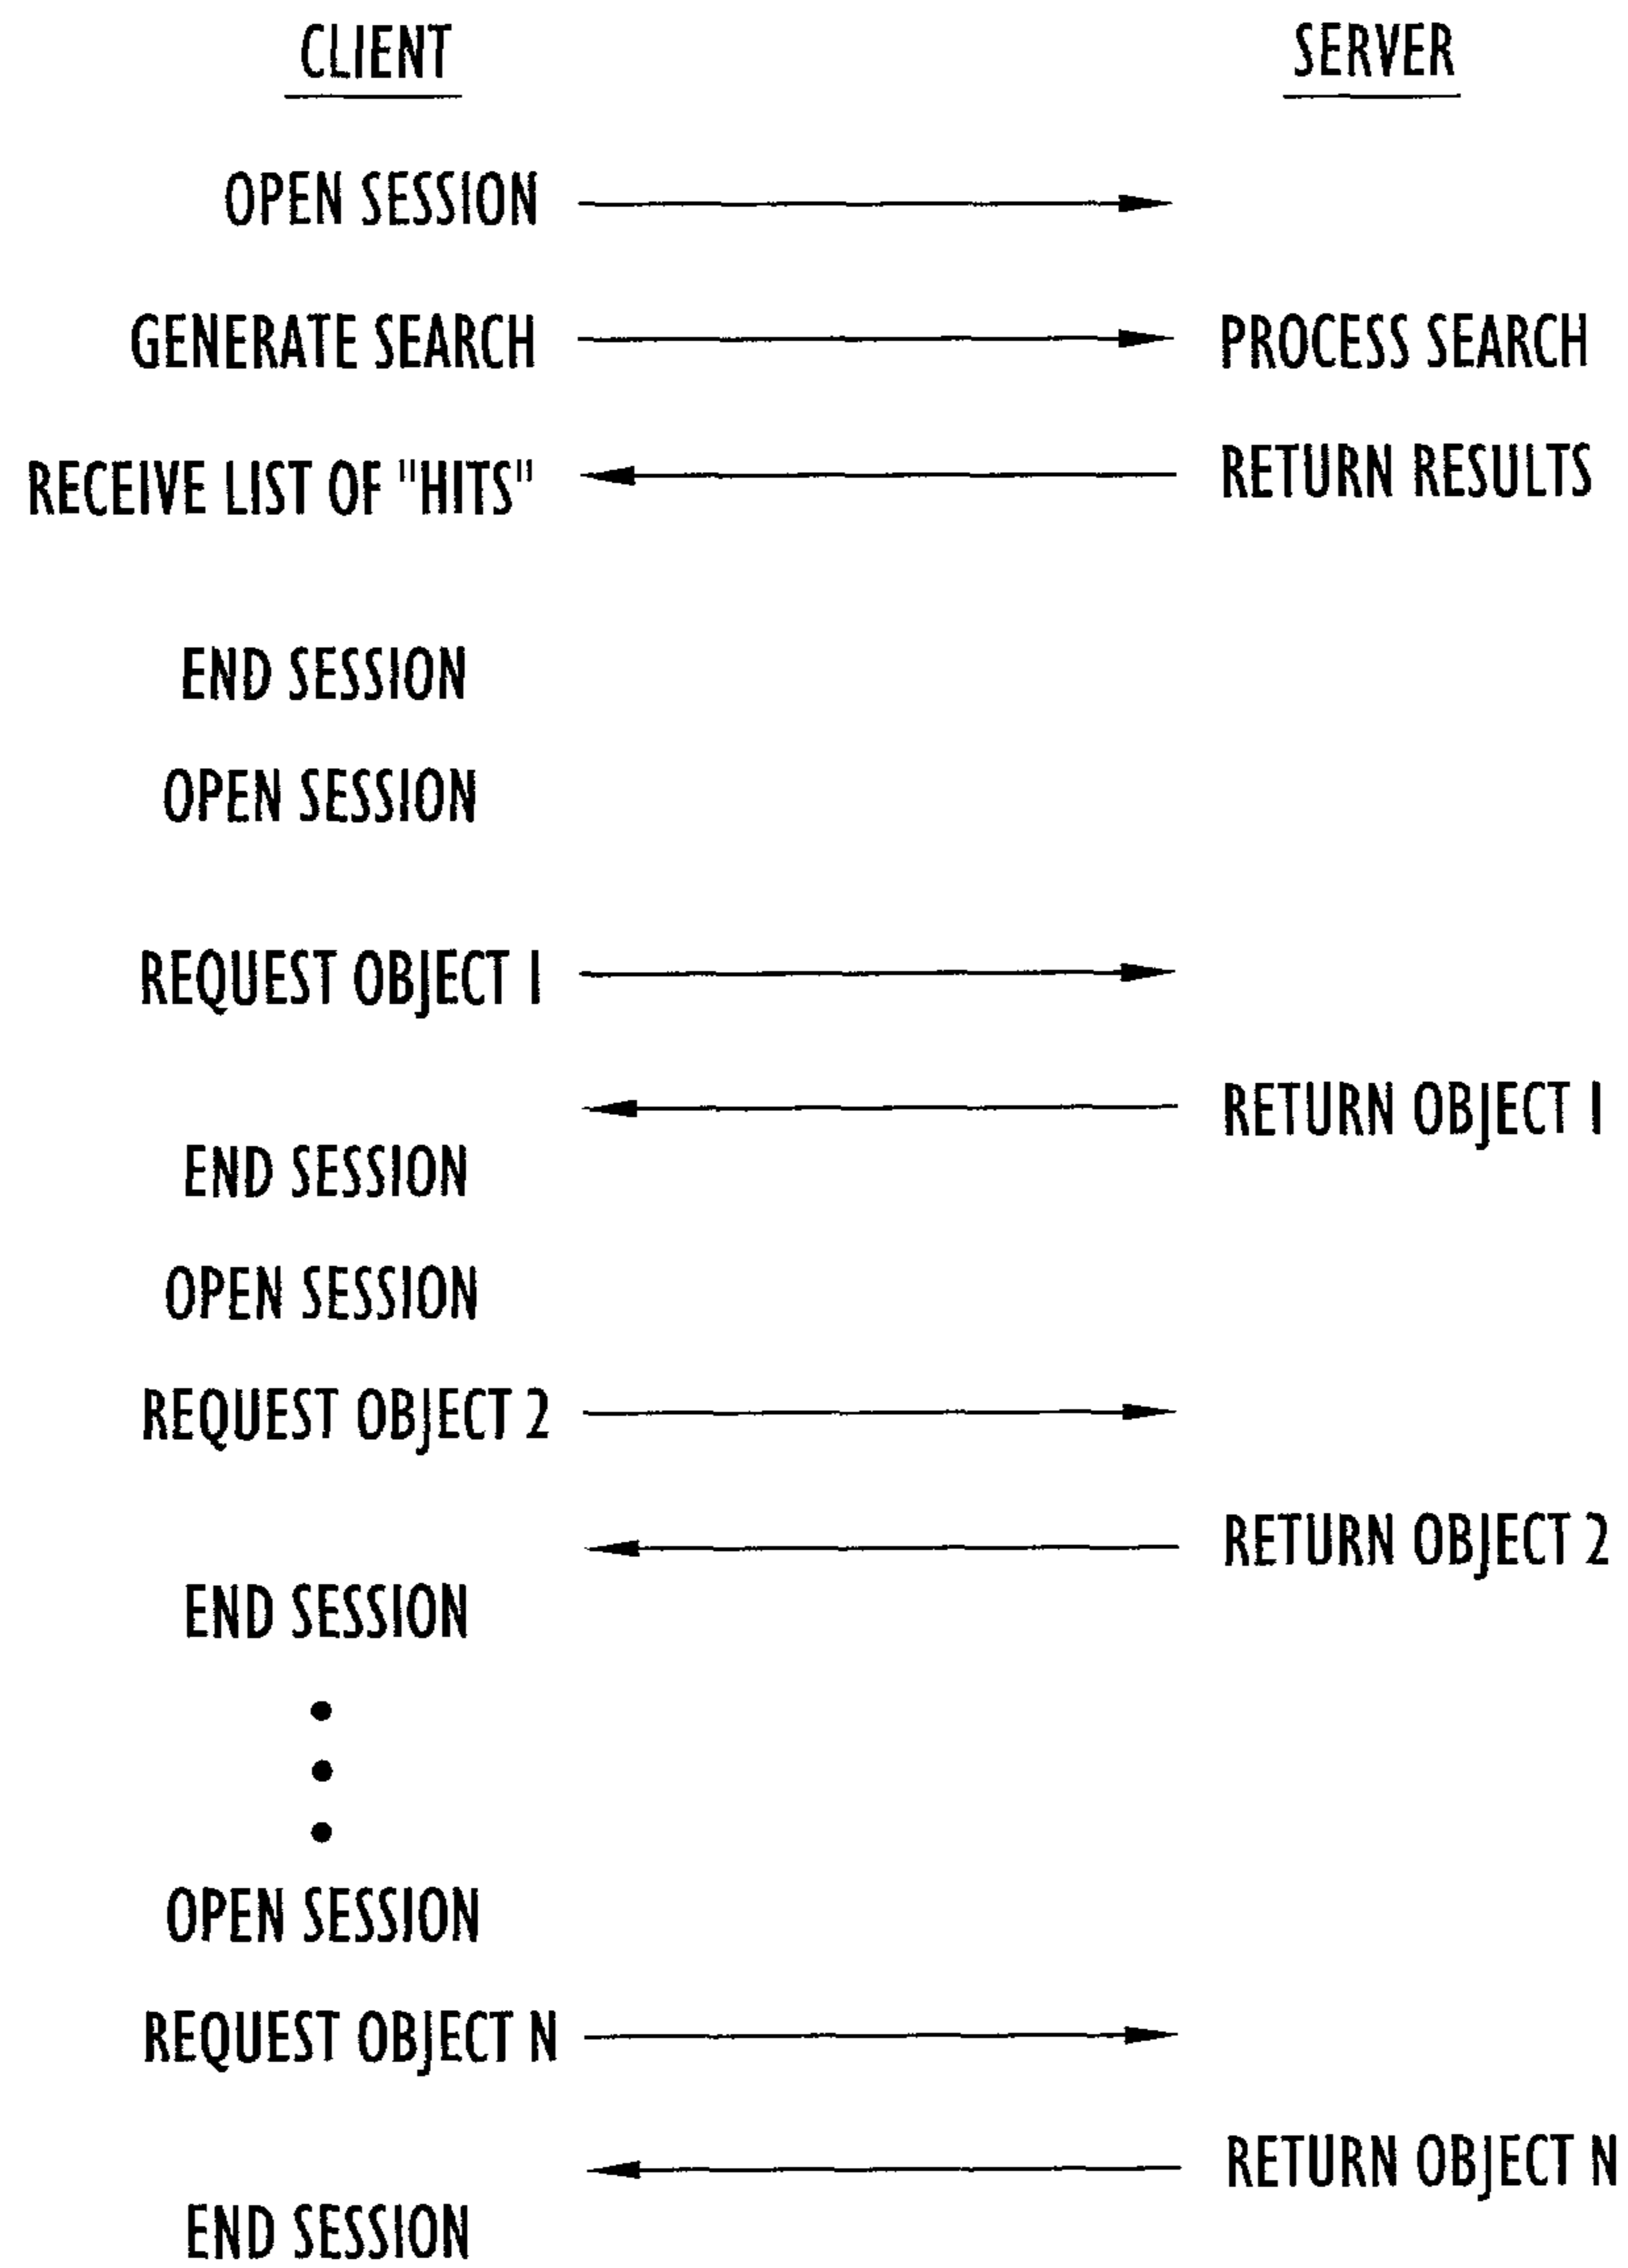 CLIENT SERVER
OPEN SESSION
GENERATE SEARCH PROCESS SEARCH
RECEIVE LIST OF "HITS" RETURN RESULTS
END SESSION
OPEN SESSION
REQUEST OBJECT 1
RETURN OBJECT 1
END SESSION
OPEN SESSION
REQUEST OBJECT 2
RETURN OBJECT 2
END SESSION
OPEN SESSION
REQUEST OBJECT N
RETURN OBJECT N
END SESSION